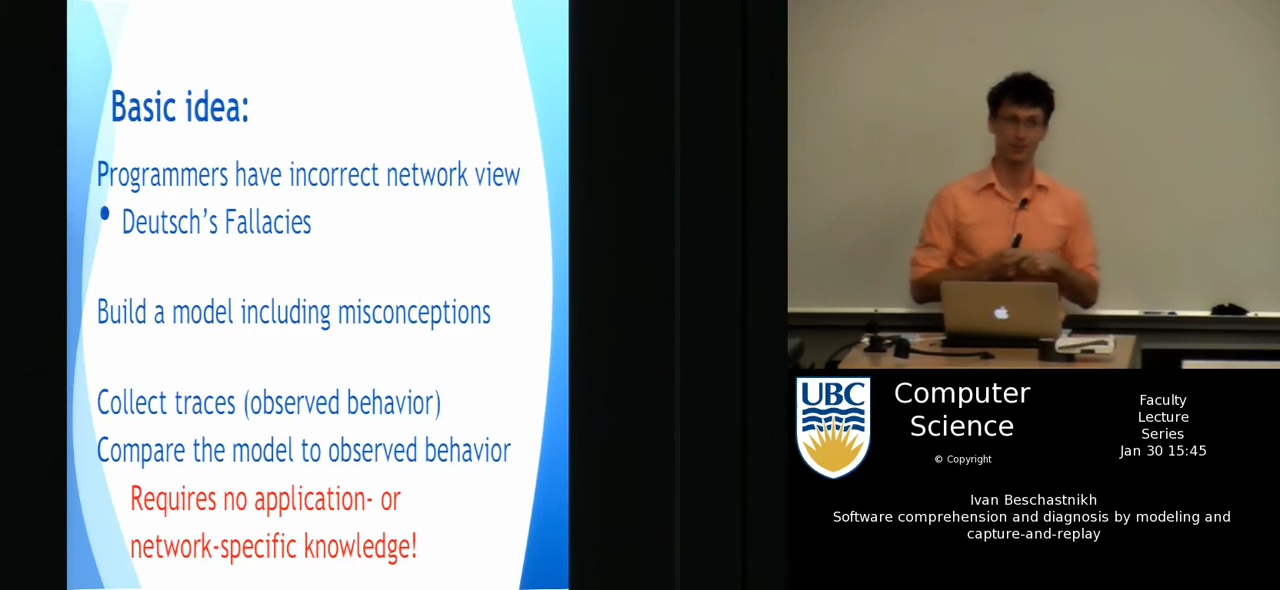 Basic idea:
Programmers have incorrect network view
• Deutsch's Fallacies
Build a model including misconceptions
Collect traces (observed behavior)
Compare the model to observed behavior
Requires no application- or
network-specific knowledge!
UBC
Computer
Science
© Copyright
Faculty
Lecture
Series
Jan 30 15:45
Ivan Beschastnikh
Software comprehension and diagnosis by modeling and
capture-and-replay